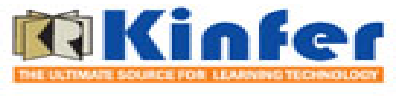 Kinfer
THE ULTIMATE SOURCE FOR LEARNING TECHNOLOGY